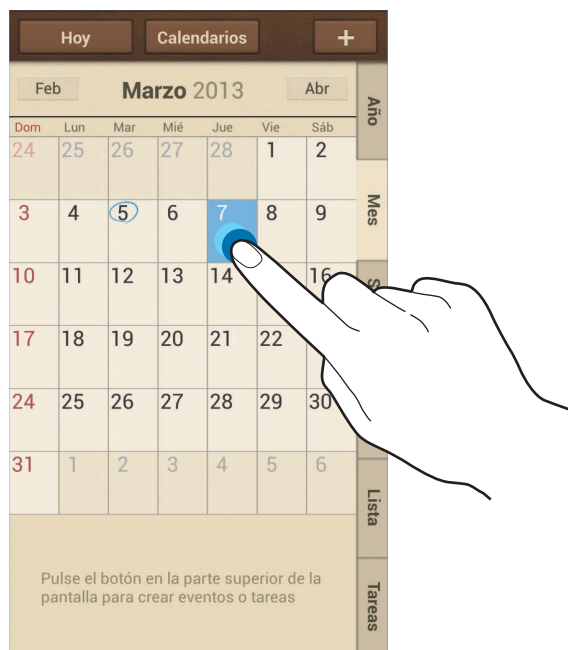 Hoy Calendarios +
Feb Marzo 2013 Abr
Dom Lun Mar Mié Jue Vie Sáb
24 25 26 27 28 1 2
3 4 5 6 7 8 9
10 11 12 13 14 16
17 18 19 20 21 22
24 25 26 27 28 29 30
31 1 2 3 4 5 6
Pulse el botón en la parte superior de la
pantalla para crear eventos o tareas
Año
Mes
Lista
Tareas